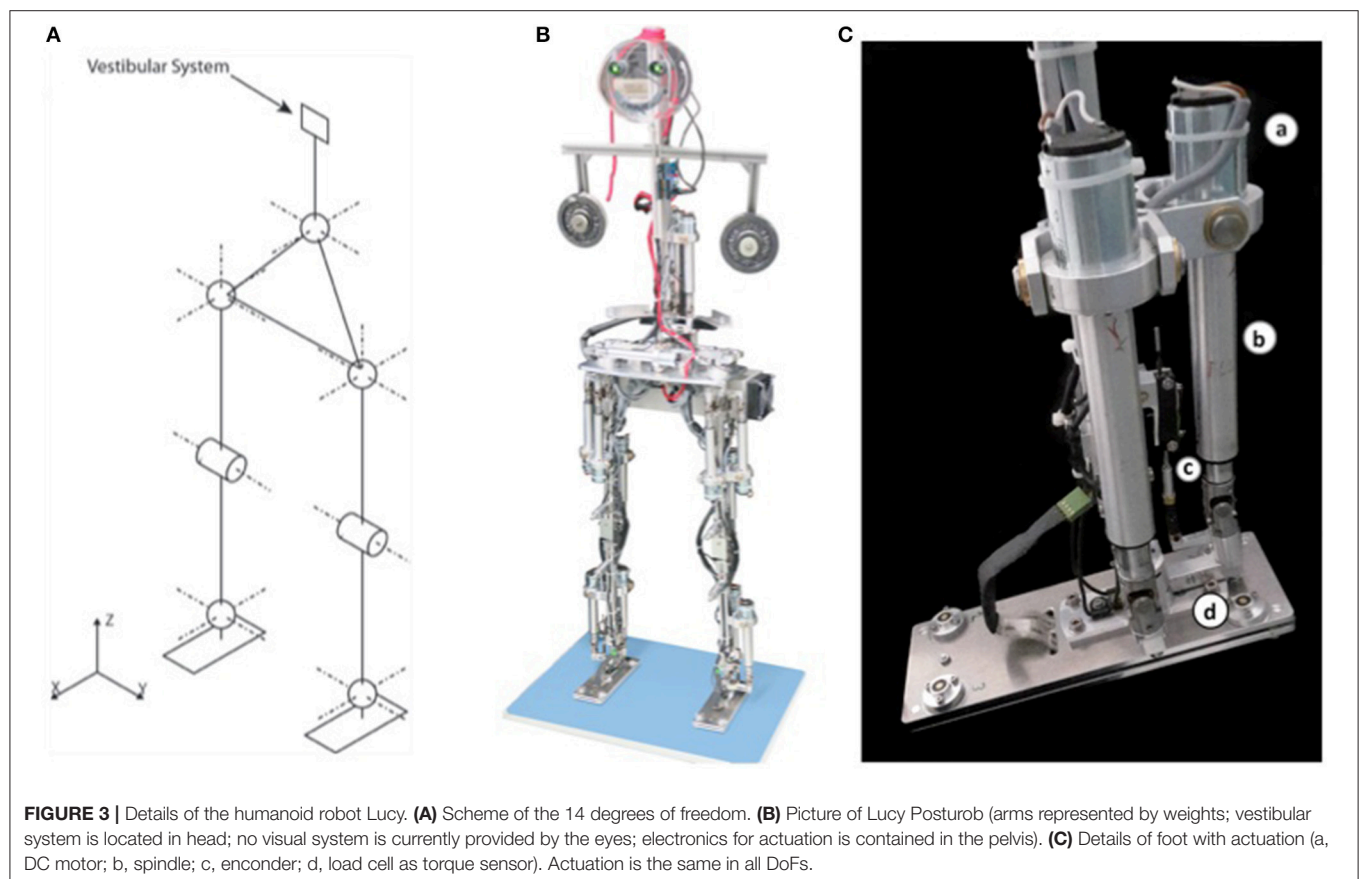 A
B
C
Vestibular System
a
b
c
d
Z
X
Y
FIGURE 3 | Details of the humanoid robot Lucy. (A) Scheme of the 14 degrees of freedom. (B) Picture of Lucy Posturob (arms represented by weights; vestibular
system is located in head; no visual system is currently provided by the eyes; electronics for actuation is contained in the pelvis). (C) Details of foot with actuation (a,
DC motor; b, spindle; c, enconder; d, load cell as torque sensor). Actuation is the same in all DoFs.